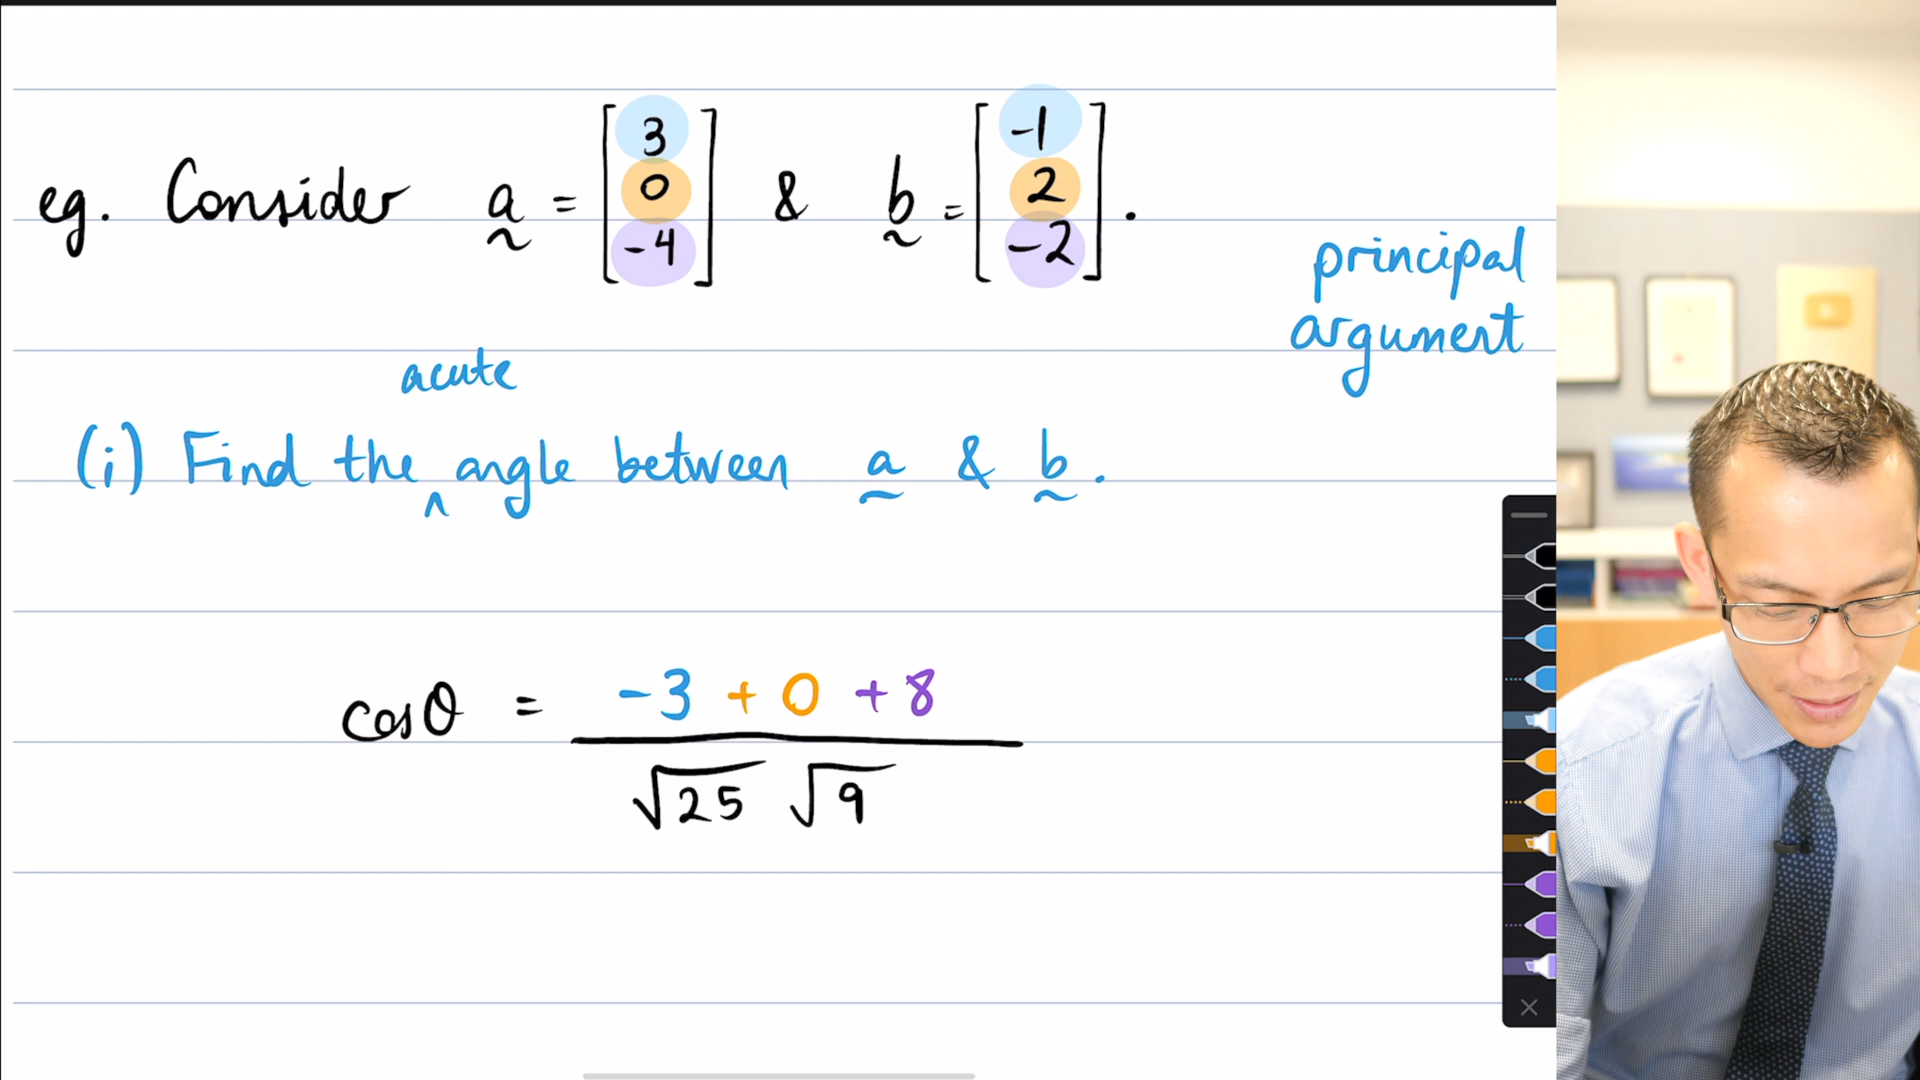 eg. Consider a = [3 0 -4] & b = [-1 2 -2].
principal
argument
acute
(i) Find the ^ angle between a & b.
cosθ = -3 + 0 + 8
√25 √9